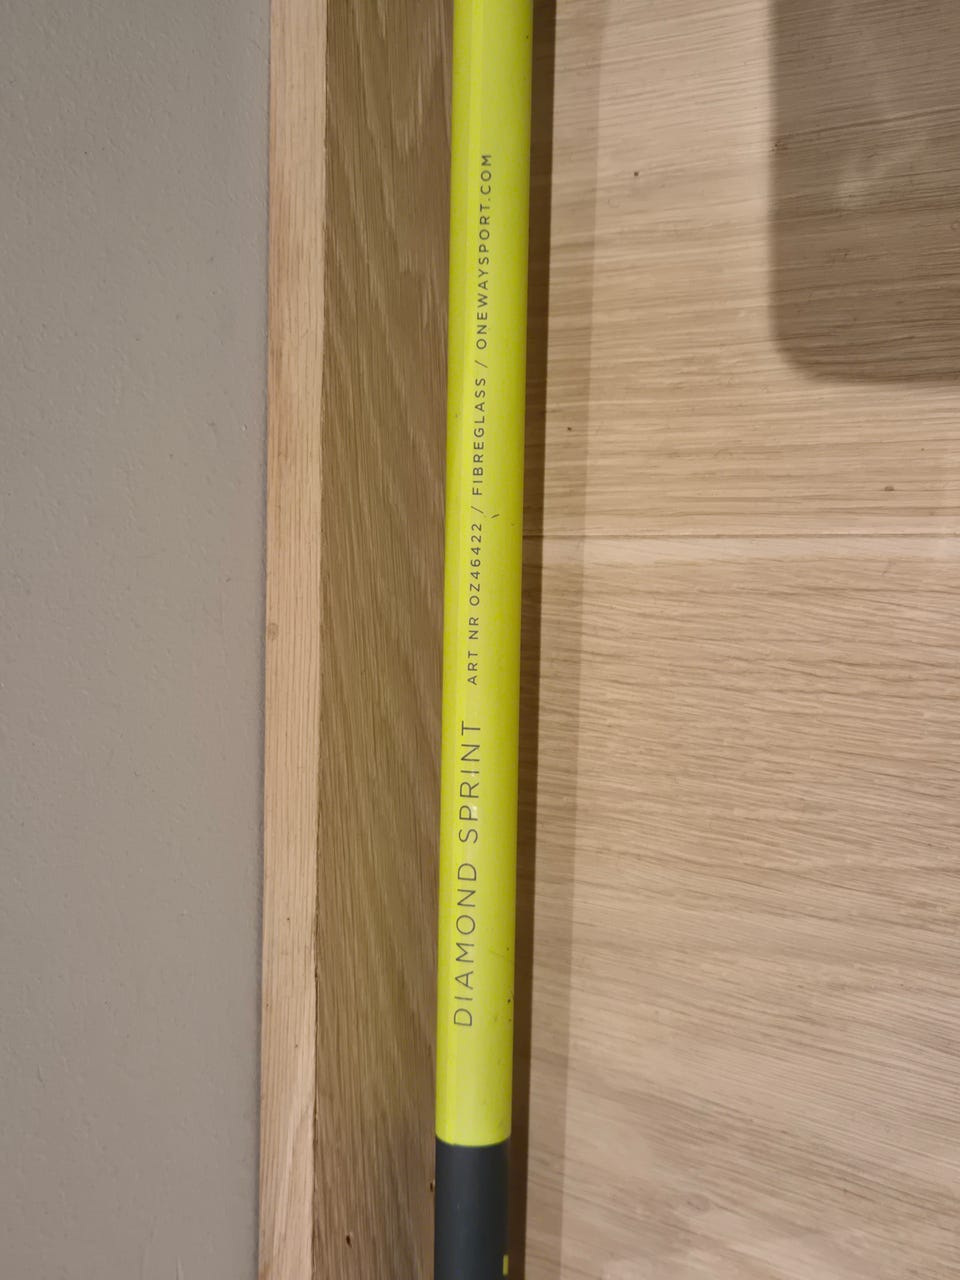 DIAMOND SPRINT ART NR OZ46422 / FIBREGLASS / ONEWAYSPORT.COM